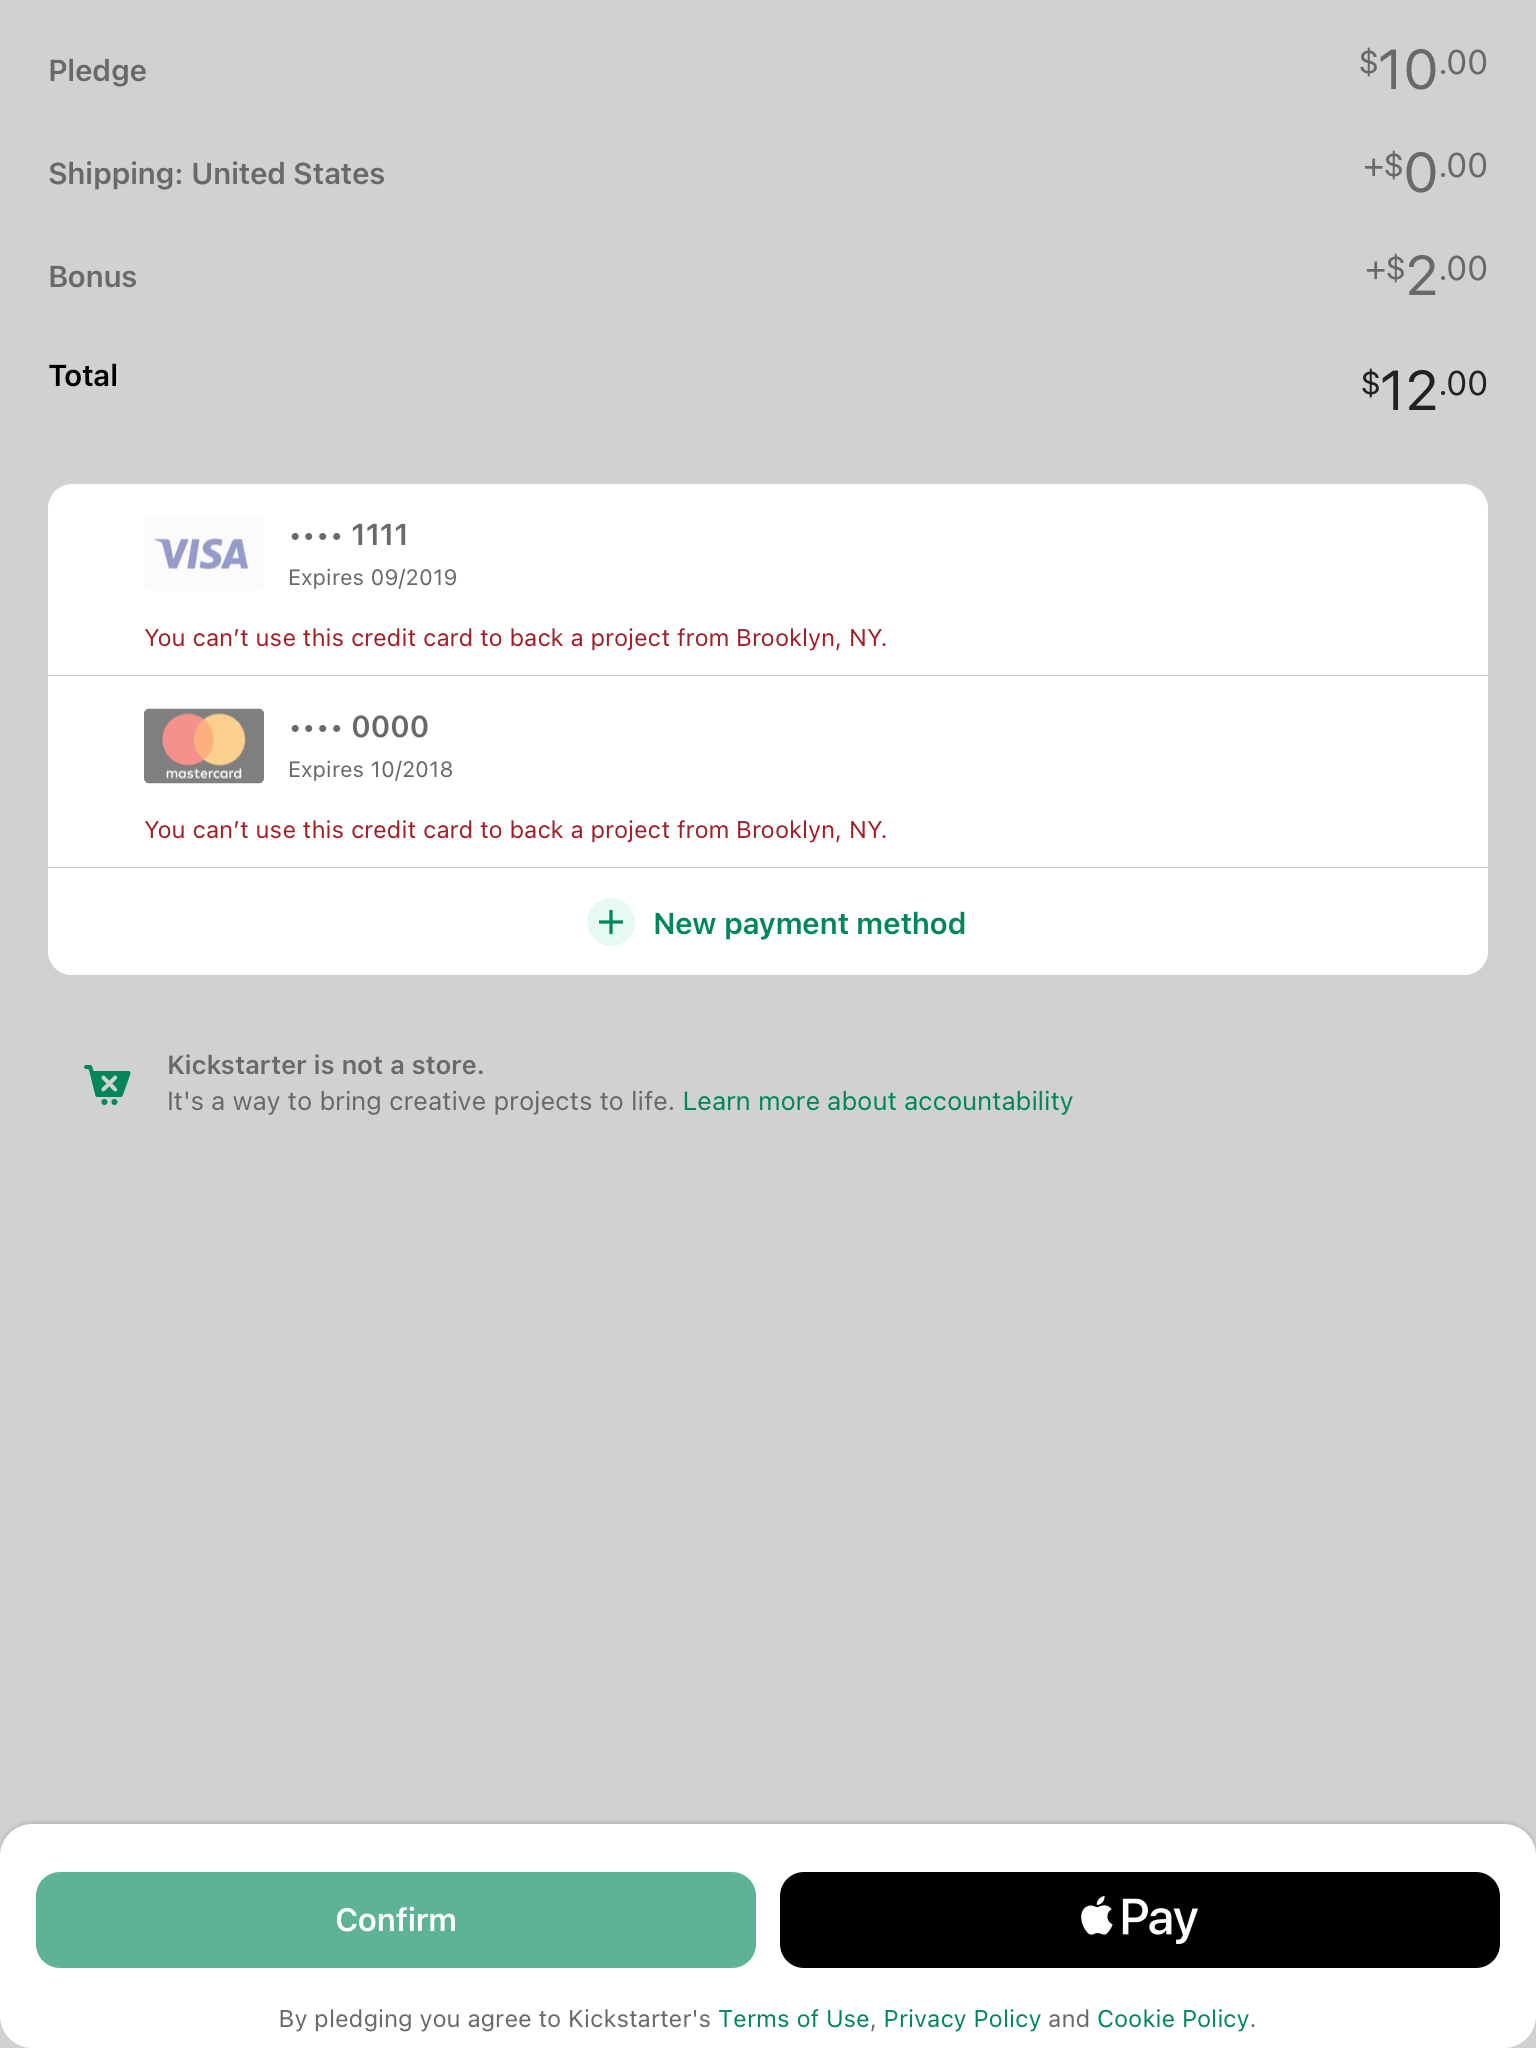 Pledge $10.00
Shipping: United States +$0.00
Bonus +$2.00
Total $12.00
VISA •••• 1111
Expires 09/2019
You can’t use this credit card to back a project from Brooklyn, NY.
mastercard •••• 0000
Expires 10/2018
You can’t use this credit card to back a project from Brooklyn, NY.
New payment method
Kickstarter is not a store.
It's a way to bring creative projects to life. Learn more about accountability
Confirm Pay
By pledging you agree to Kickstarter's Terms of Use, Privacy Policy and Cookie Policy.